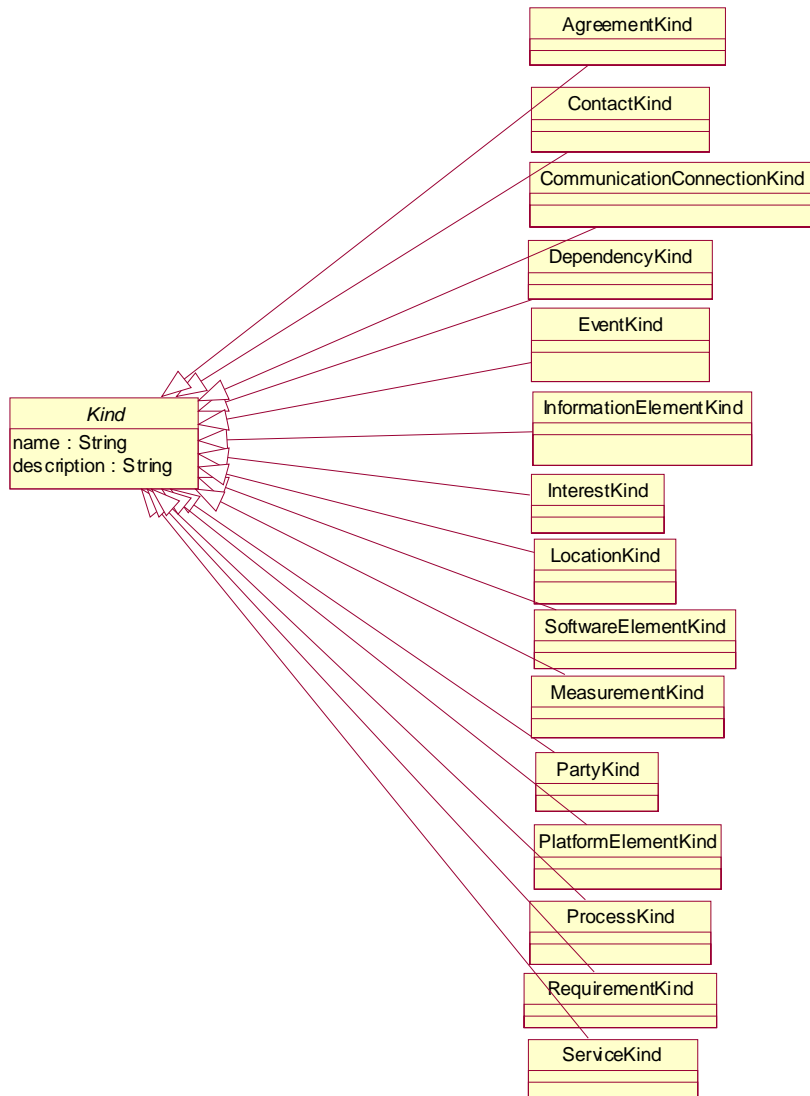 AgreementKind
ContactKind
CommunicationConnectionKind
DependencyKind
EventKind
Kind
name : String
description : String
InformationElementKind
InterestKind
LocationKind
SoftwareElementKind
MeasurementKind
PartyKind
PlatformElementKind
ProcessKind
RequirementKind
ServiceKind